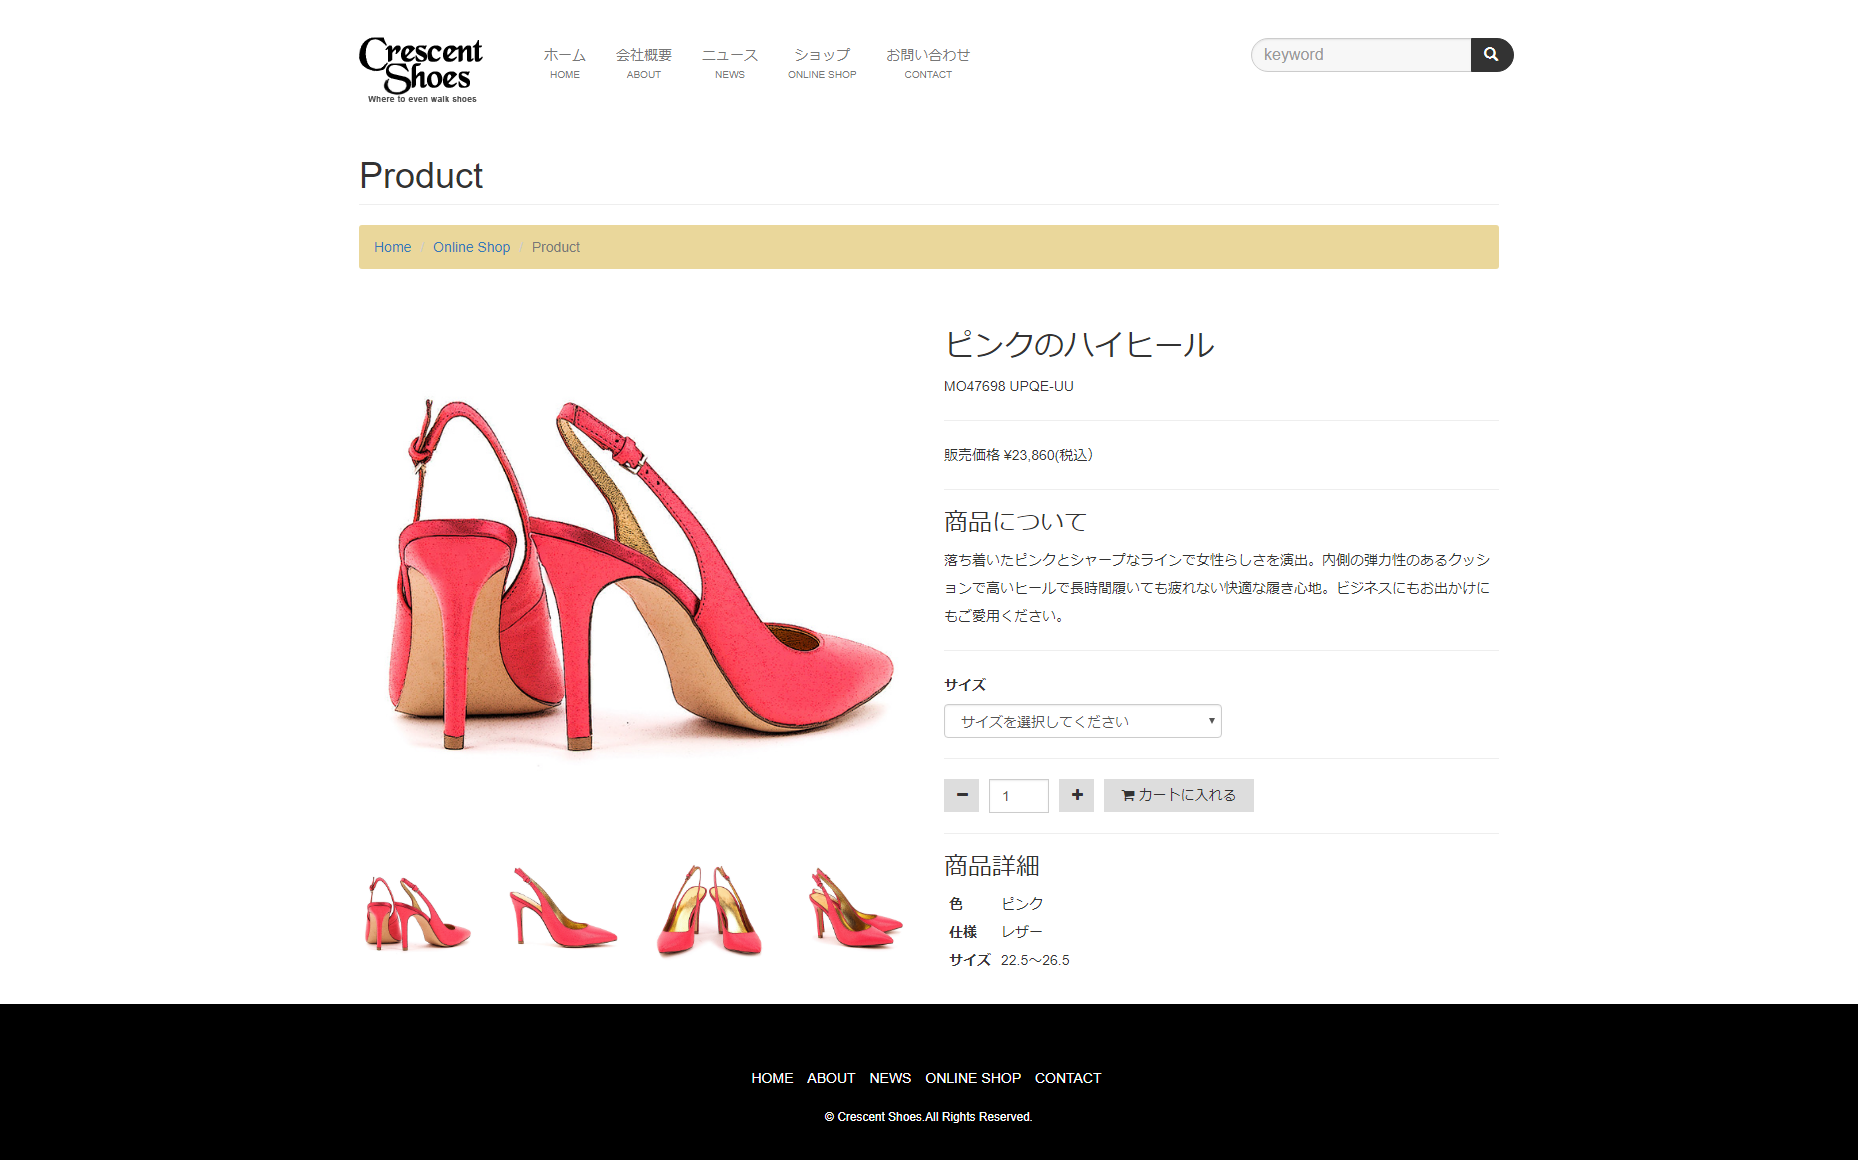 Crescent
Shoes
Where to even walk shoes
ホーム 会社概要 ニュース ショップ お問い合わせ
HOME ABOUT NEWS ONLINE SHOP CONTACT
keyword
Product
Home / Online Shop / Product
ピンクのハイヒール
MO47698 UPQE-UU
販売価格 ¥23,860(税込)
商品について
落ち着いたピンクとシャープなラインで女性らしさを演出。内側の弾力性のあるクッシ
ョンで高いヒールで長時間履いても疲れない快適な履き心地。ビジネスにもお出かけに
もご愛用ください。
サイズ
サイズを選択してください
1 カートに入れる
商品詳細
色 ピンク
仕様 レザー
サイズ 22.5〜26.5
HOME ABOUT NEWS ONLINE SHOP CONTACT
© Crescent Shoes.All Rights Reserved.